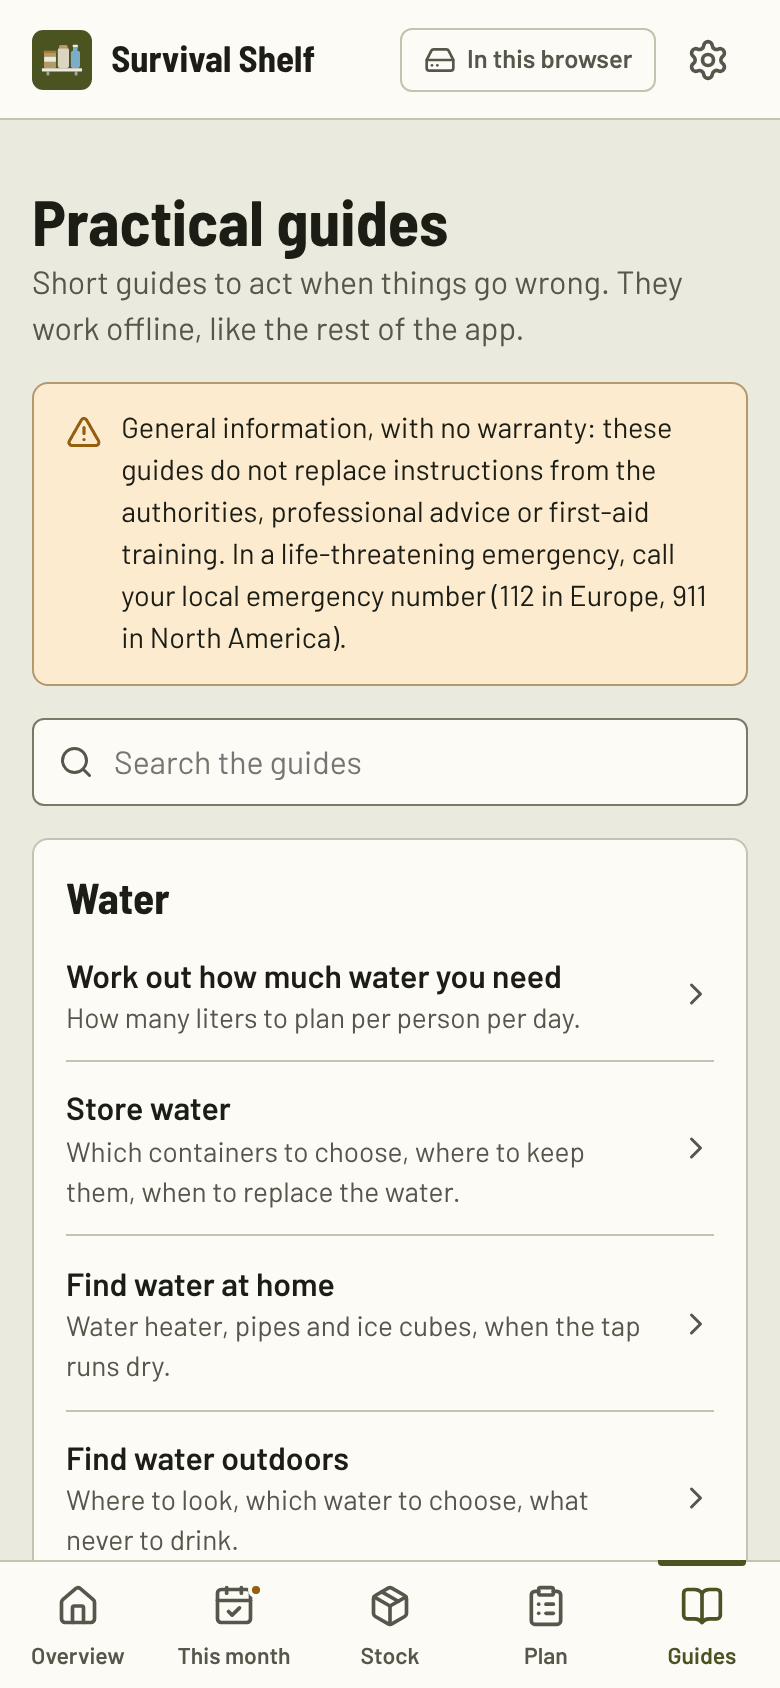 Survival Shelf
In this browser
Practical guides
Short guides to act when things go wrong. They
work offline, like the rest of the app.
General information, with no warranty: these
guides do not replace instructions from the
authorities, professional advice or first-aid
training. In a life-threatening emergency, call
your local emergency number (112 in Europe, 911
in North America).
Search the guides
Water
Work out how much water you need
How many liters to plan per person per day.
Store water
Which containers to choose, where to keep
them, when to replace the water.
Find water at home
Water heater, pipes and ice cubes, when the tap
runs dry.
Find water outdoors
Where to look, which water to choose, what
never to drink.
Overview
This month
Stock
Plan
Guides